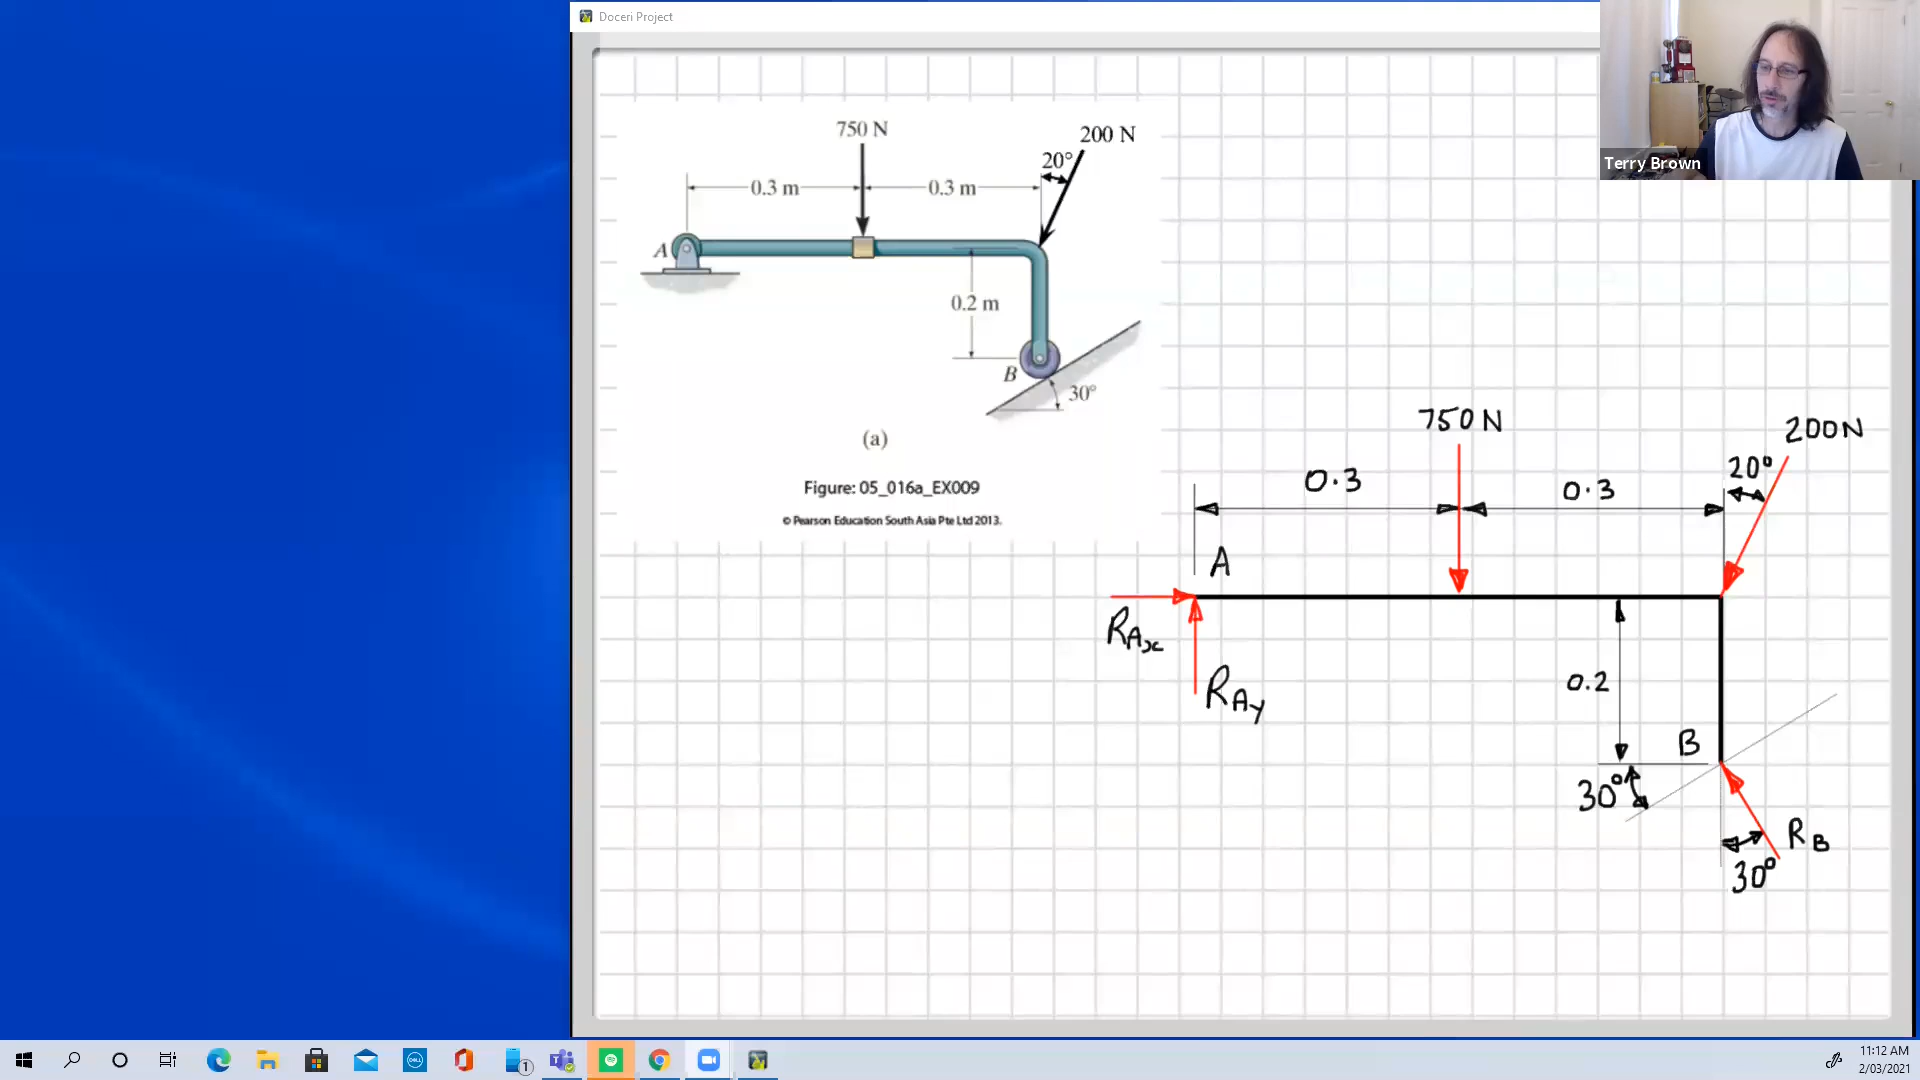 Doceri Project
Terry Brown
750 N
200 N
20°
0.3 m
0.3 m
A
0.2 m
B
30°
(a)
Figure: 05_016a_EX009
© Pearson Education South Asia Pte Ltd 2013.
750 N
200N
20°
0.3
0.3
A
RAx
RAy
0.2
B
30°
RB
30°
DELL
1
11:12 AM
2/03/2021